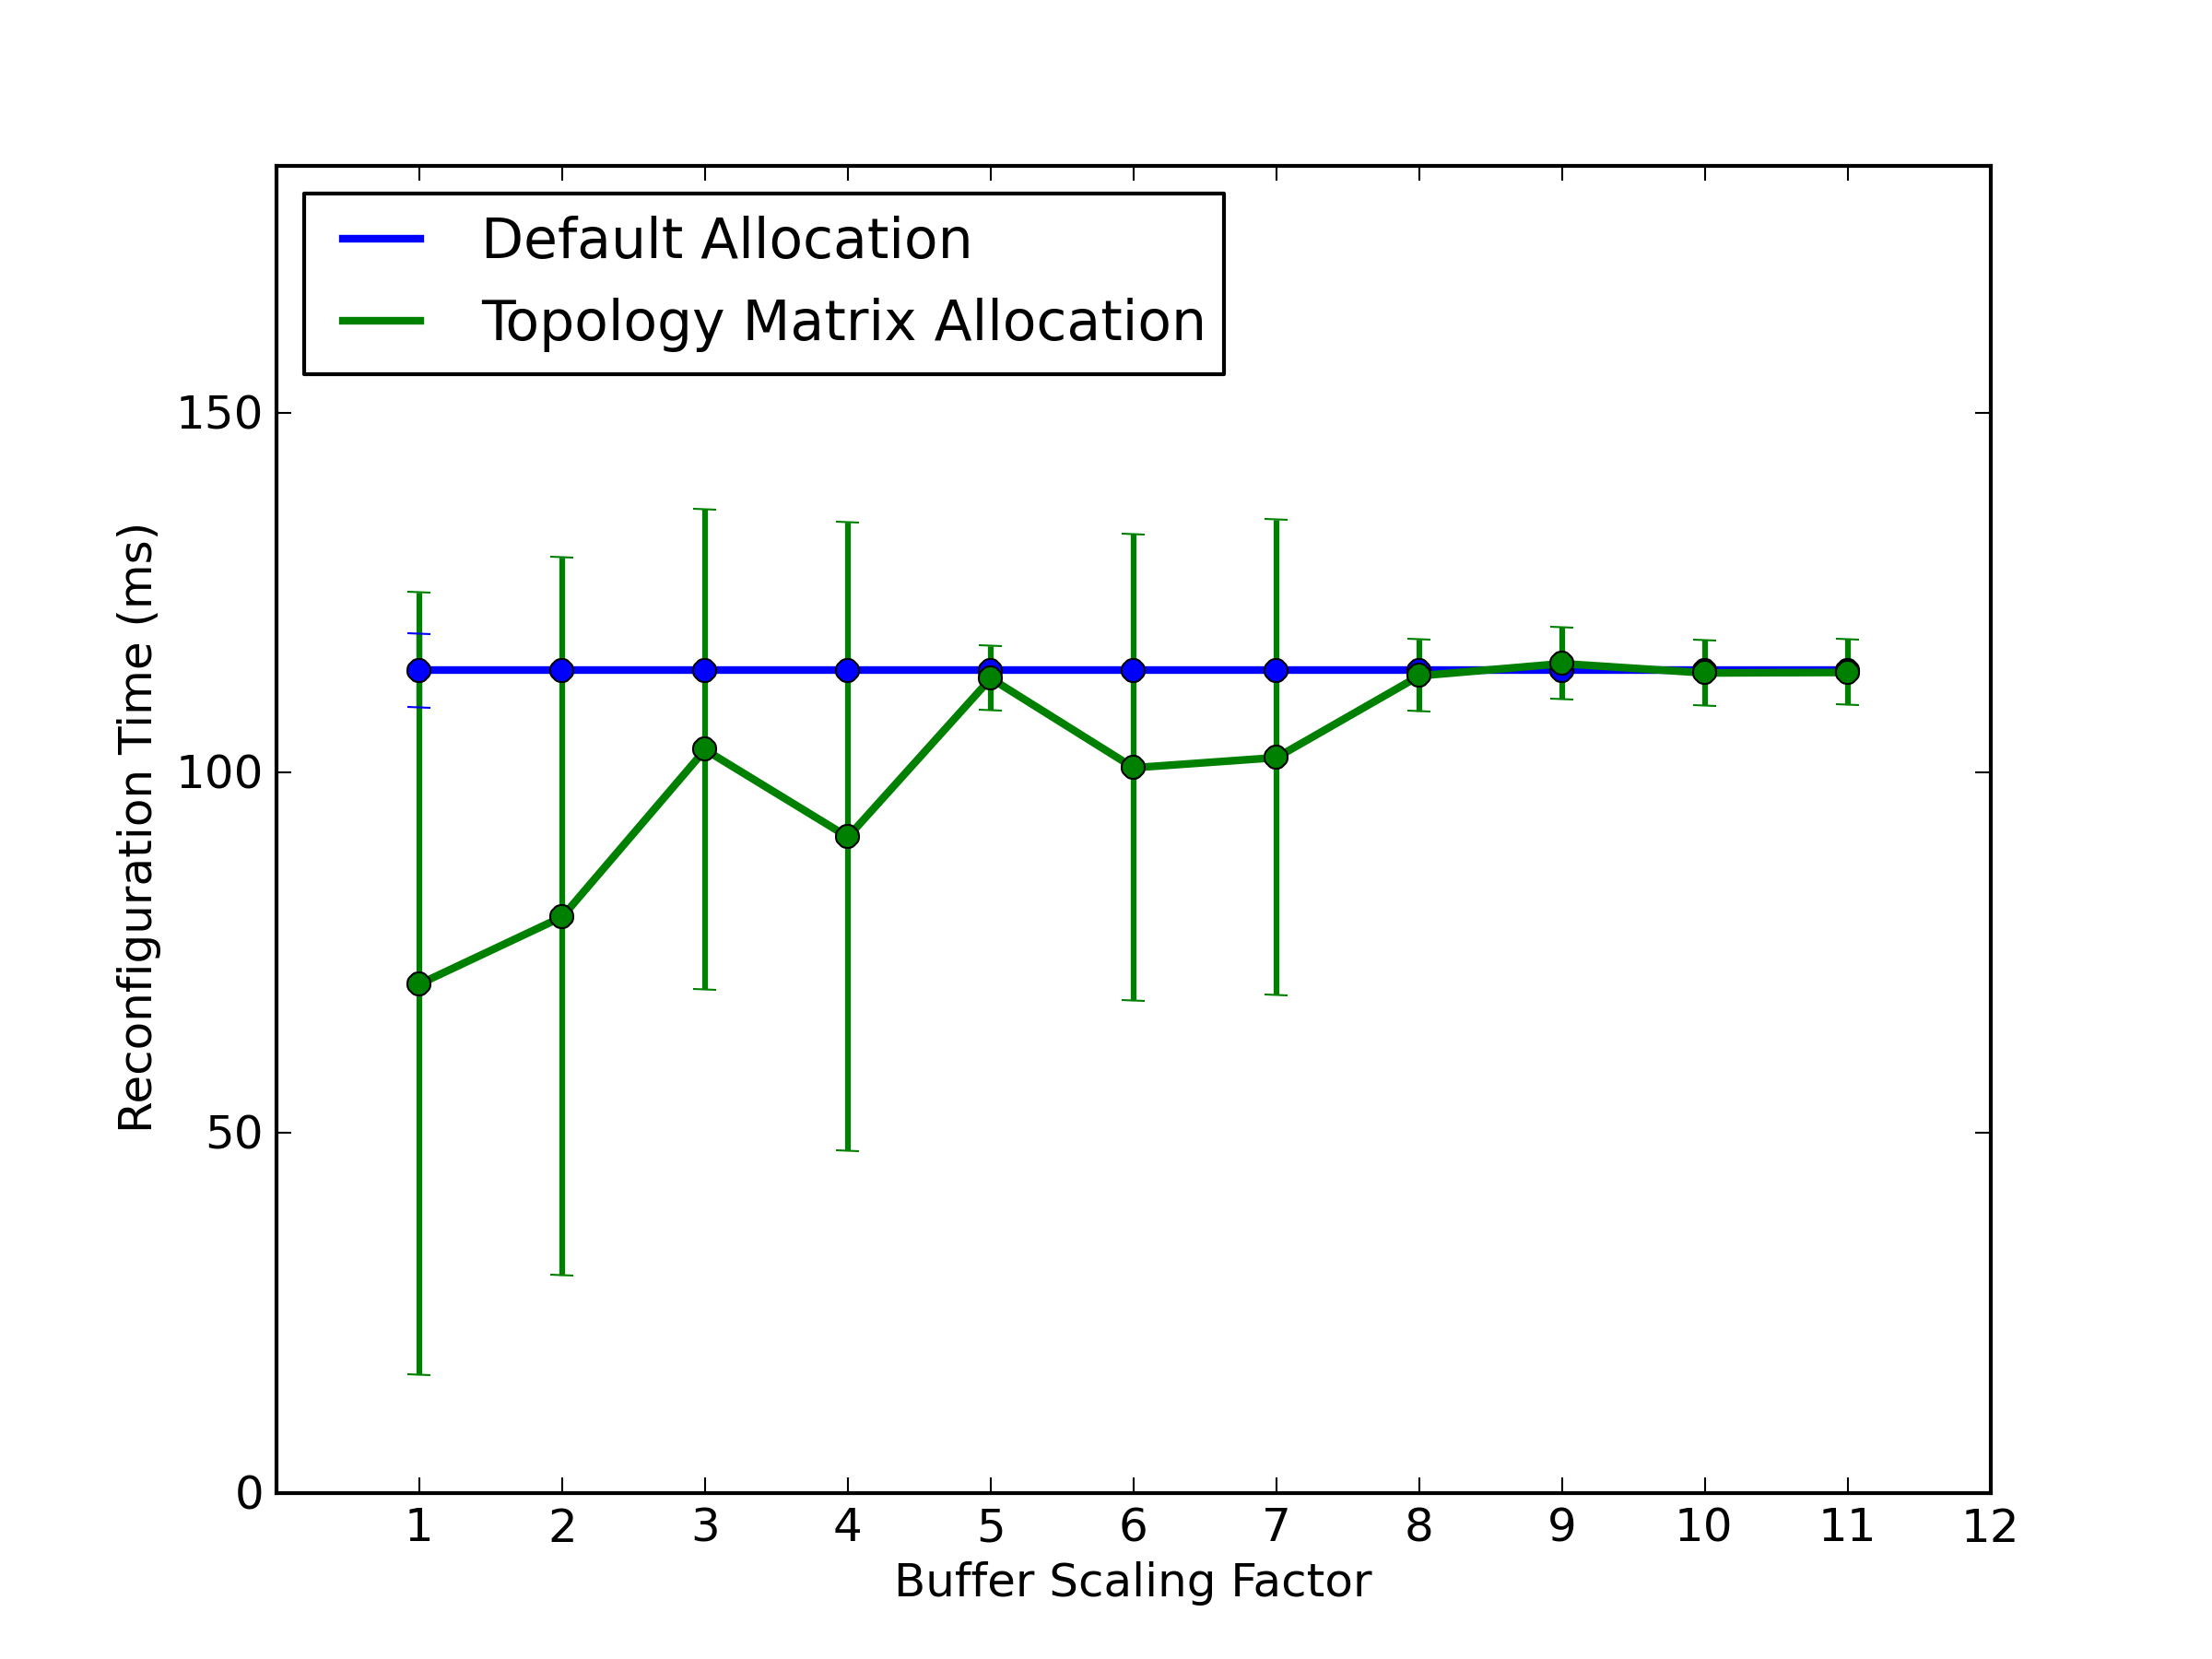 Default Allocation
Topology Matrix Allocation
150
100
50
0
Reconfiguration Time (ms)
1 2 3 4 5 6 7 8 9 10 11 12
Buffer Scaling Factor